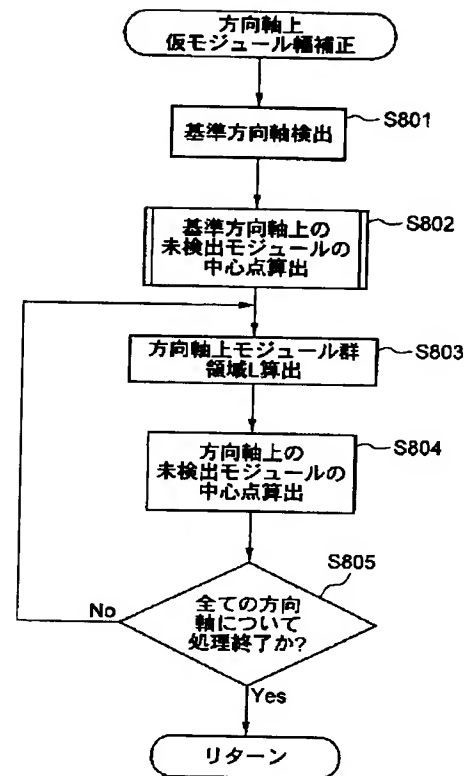 方向軸上
仮モジュール幅補正
S801
基準方向軸検出
S802
基準方向軸上の
未検出モジュールの
中心点算出
方向軸上モジュール群
領域L算出
S803
方向軸上の
未検出モジュールの
中心点算出
S804
S805
全ての方向
軸について
処理終了か?
No
Yes
リターン